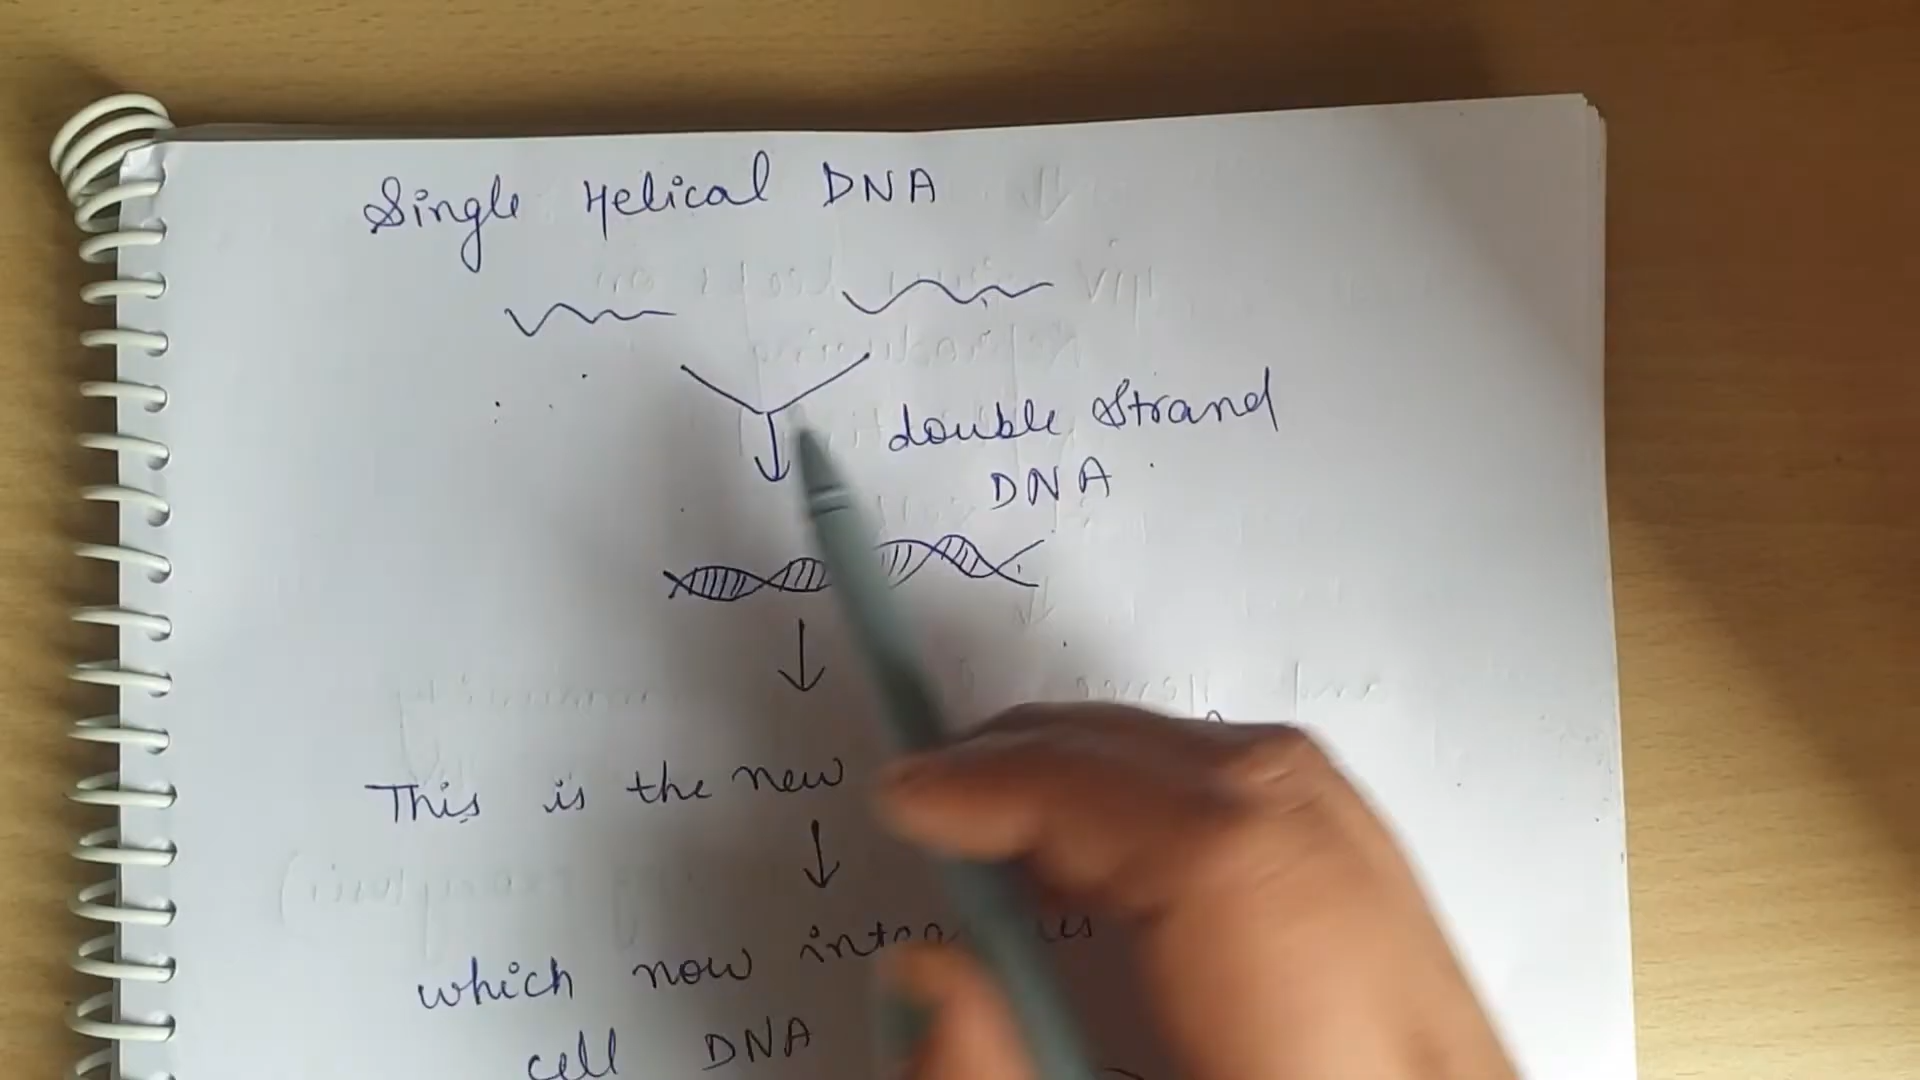 Single Helical DNA
double Strand
DNA
This is the new
which now
cell DNA